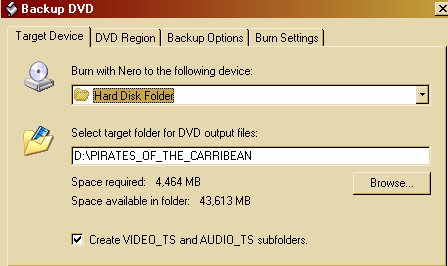 Backup DVD
Target Device DVD Region Backup Options Burn Settings
Burn with Nero to the following device:
Hard Disk Folder
Select target folder for DVD output files:
D:\PIRATES_OF_THE_CARRIBEAN
Space required: 4,464 MB
Browse...
Space available in folder: 43,613 MB
Create VIDEO_TS and AUDIO_TS subfolders.